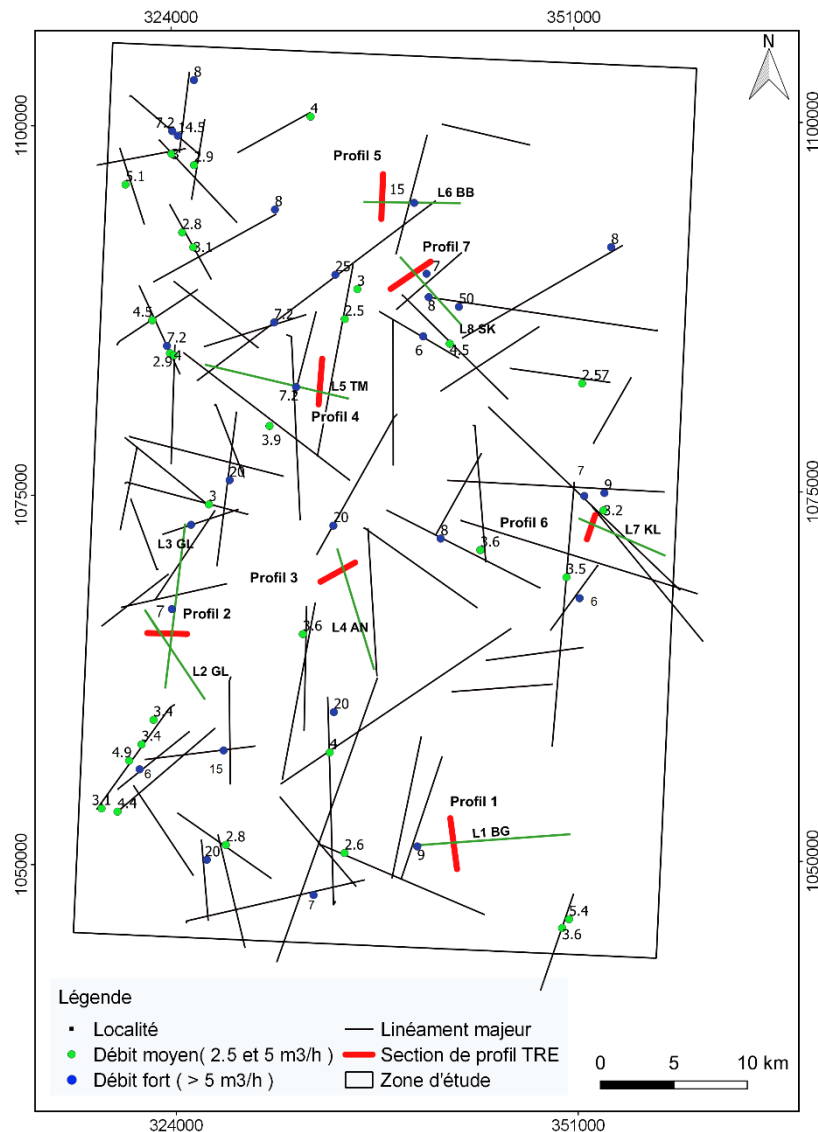 324000
351000
N
1100000
1100000
8
4
7.2
14.5
3
2.9
Profil 5
5.1
15
L6 BB
8
2.8
3.1
Profil 7
8
25
7
3
8
50
4.5
7.2
2.5
L8 SK
7.2
6
4.5
2.9
4
L5 TM
7.2
2.57
Profil 4
3.9
1075000
1075000
20
7
9
3
3.2
20
Profil 6
L7 KL
L3 GL
8
3.6
Profil 3
3.5
7
Profil 2
6
3.6
L4 AN
L2 GL
3.4
20
3.4
4.9
4
6
15
3.1
4.4
Profil 1
L1 BG
2.8
2.6
9
1050000
1050000
20
7
5.4
3.6
Légende
Localité
Débit moyen( 2.5 et 5 m3/h )
Débit fort ( > 5 m3/h )
Linéament majeur
Section de profil TRE
Zone d'étude
0 5 10 km
324000
351000